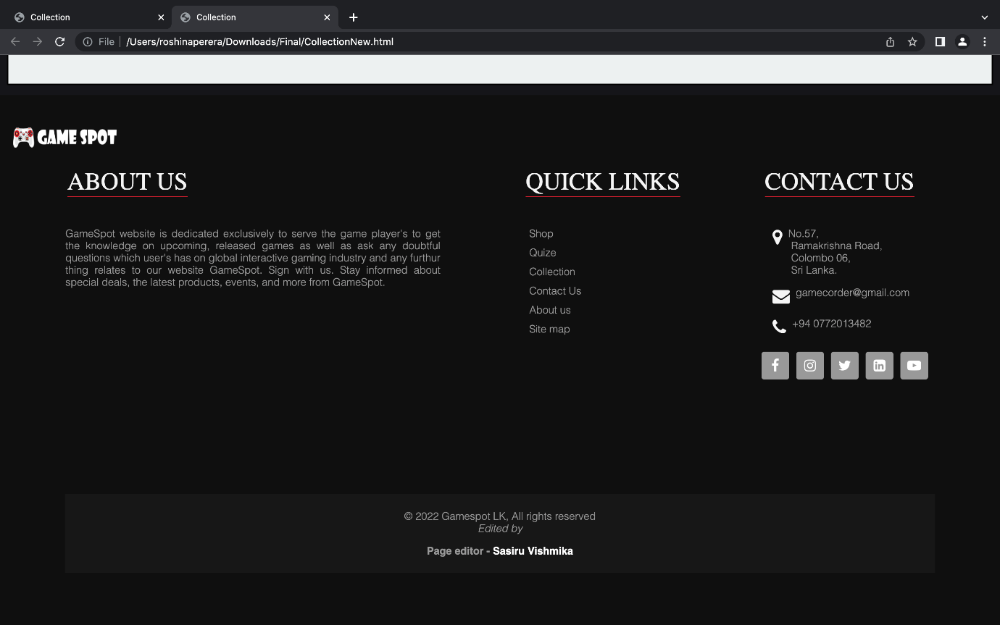 Collection
Collection
File
/Users/roshinaperera/Downloads/Final/CollectionNew.html
GAME SPOT
ABOUT US
GameSpot website is dedicated exclusively to serve the game player's to get
the knowledge on upcoming, released games as well as ask any doubtful
questions which user's has on global interactive gaming industry and any furthur
thing relates to our website GameSpot. Sign with us. Stay informed about
special deals, the latest products, events, and more from GameSpot.
QUICK LINKS
Shop
Quize
Collection
Contact Us
About us
Site map
CONTACT US
No.57,
Ramakrishna Road,
Colombo 06,
Sri Lanka.
gamecorder@gmail.com
+94 0772013482
© 2022 Gamespot LK, All rights reserved
Edited by
Page editor - Sasiru Vishmika